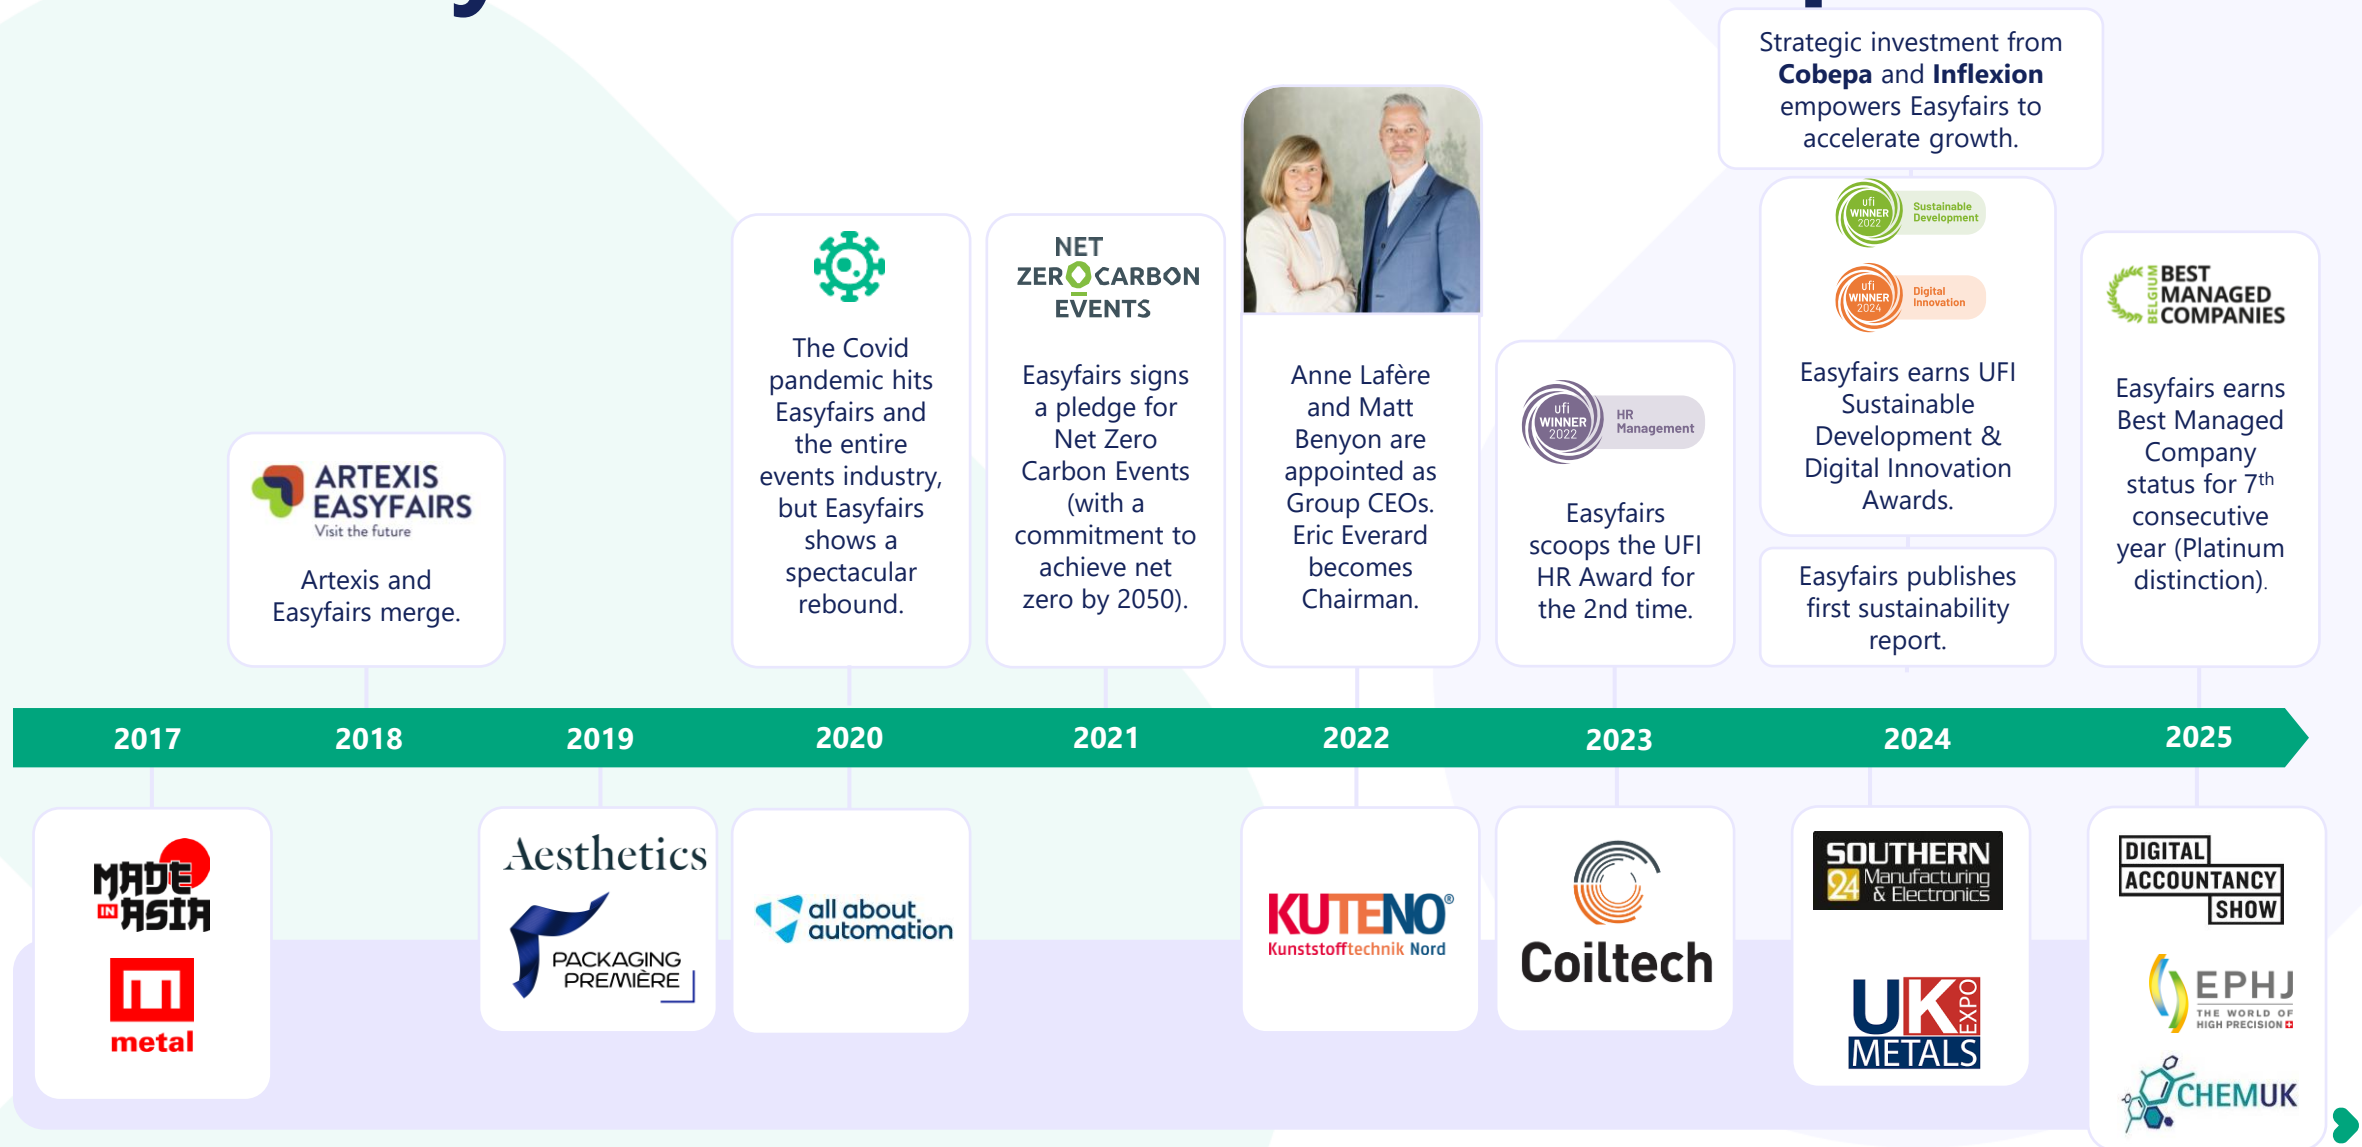 Strategic investment from
Cobepa and Inflexion
empowers Easyfairs to
accelerate growth.
ARTEXIS
EASYFAIRS
Visit the future
Artexis and
Easyfairs merge.
The Covid
pandemic hits
Easyfairs and
the entire
events industry,
but Easyfairs
shows a
spectacular
rebound.
NET
ZERO CARBON
EVENTS
Easyfairs signs
a pledge for
Net Zero
Carbon Events
(with a
commitment to
achieve net
zero by 2050).
Anne Lafère
and Matt
Benyon are
appointed as
Group CEOs.
Eric Everard
becomes
Chairman.
ufi
WINNER
2022
HR
Management
Easyfairs
scoops the UFI
HR Award for
the 2nd time.
ufi
WINNER
2022
Sustainable
Development
ufi
WINNER
2024
Digital
Innovation
Easyfairs earns UFI
Sustainable
Development &
Digital Innovation
Awards.
Easyfairs publishes
first sustainability
report.
BELGIUM
BEST
MANAGED
COMPANIES
Easyfairs earns
Best Managed
Company
status for 7th
consecutive
year (Platinum
distinction).
2017 2018 2019 2020 2021 2022 2023 2024 2025
MADE
IN ASIA
metal
Aesthetics
PACKAGING
PREMIÈRE
all about
automation
KUTENO®
Kunststofftechnik Nord
Coiltech
SOUTHERN
24 Manufacturing
& Electronics
UK EXPO
METALS
DIGITAL
ACCOUNTANCY
SHOW
EPHJ
THE WORLD OF
HIGH PRECISION
CHEMUK